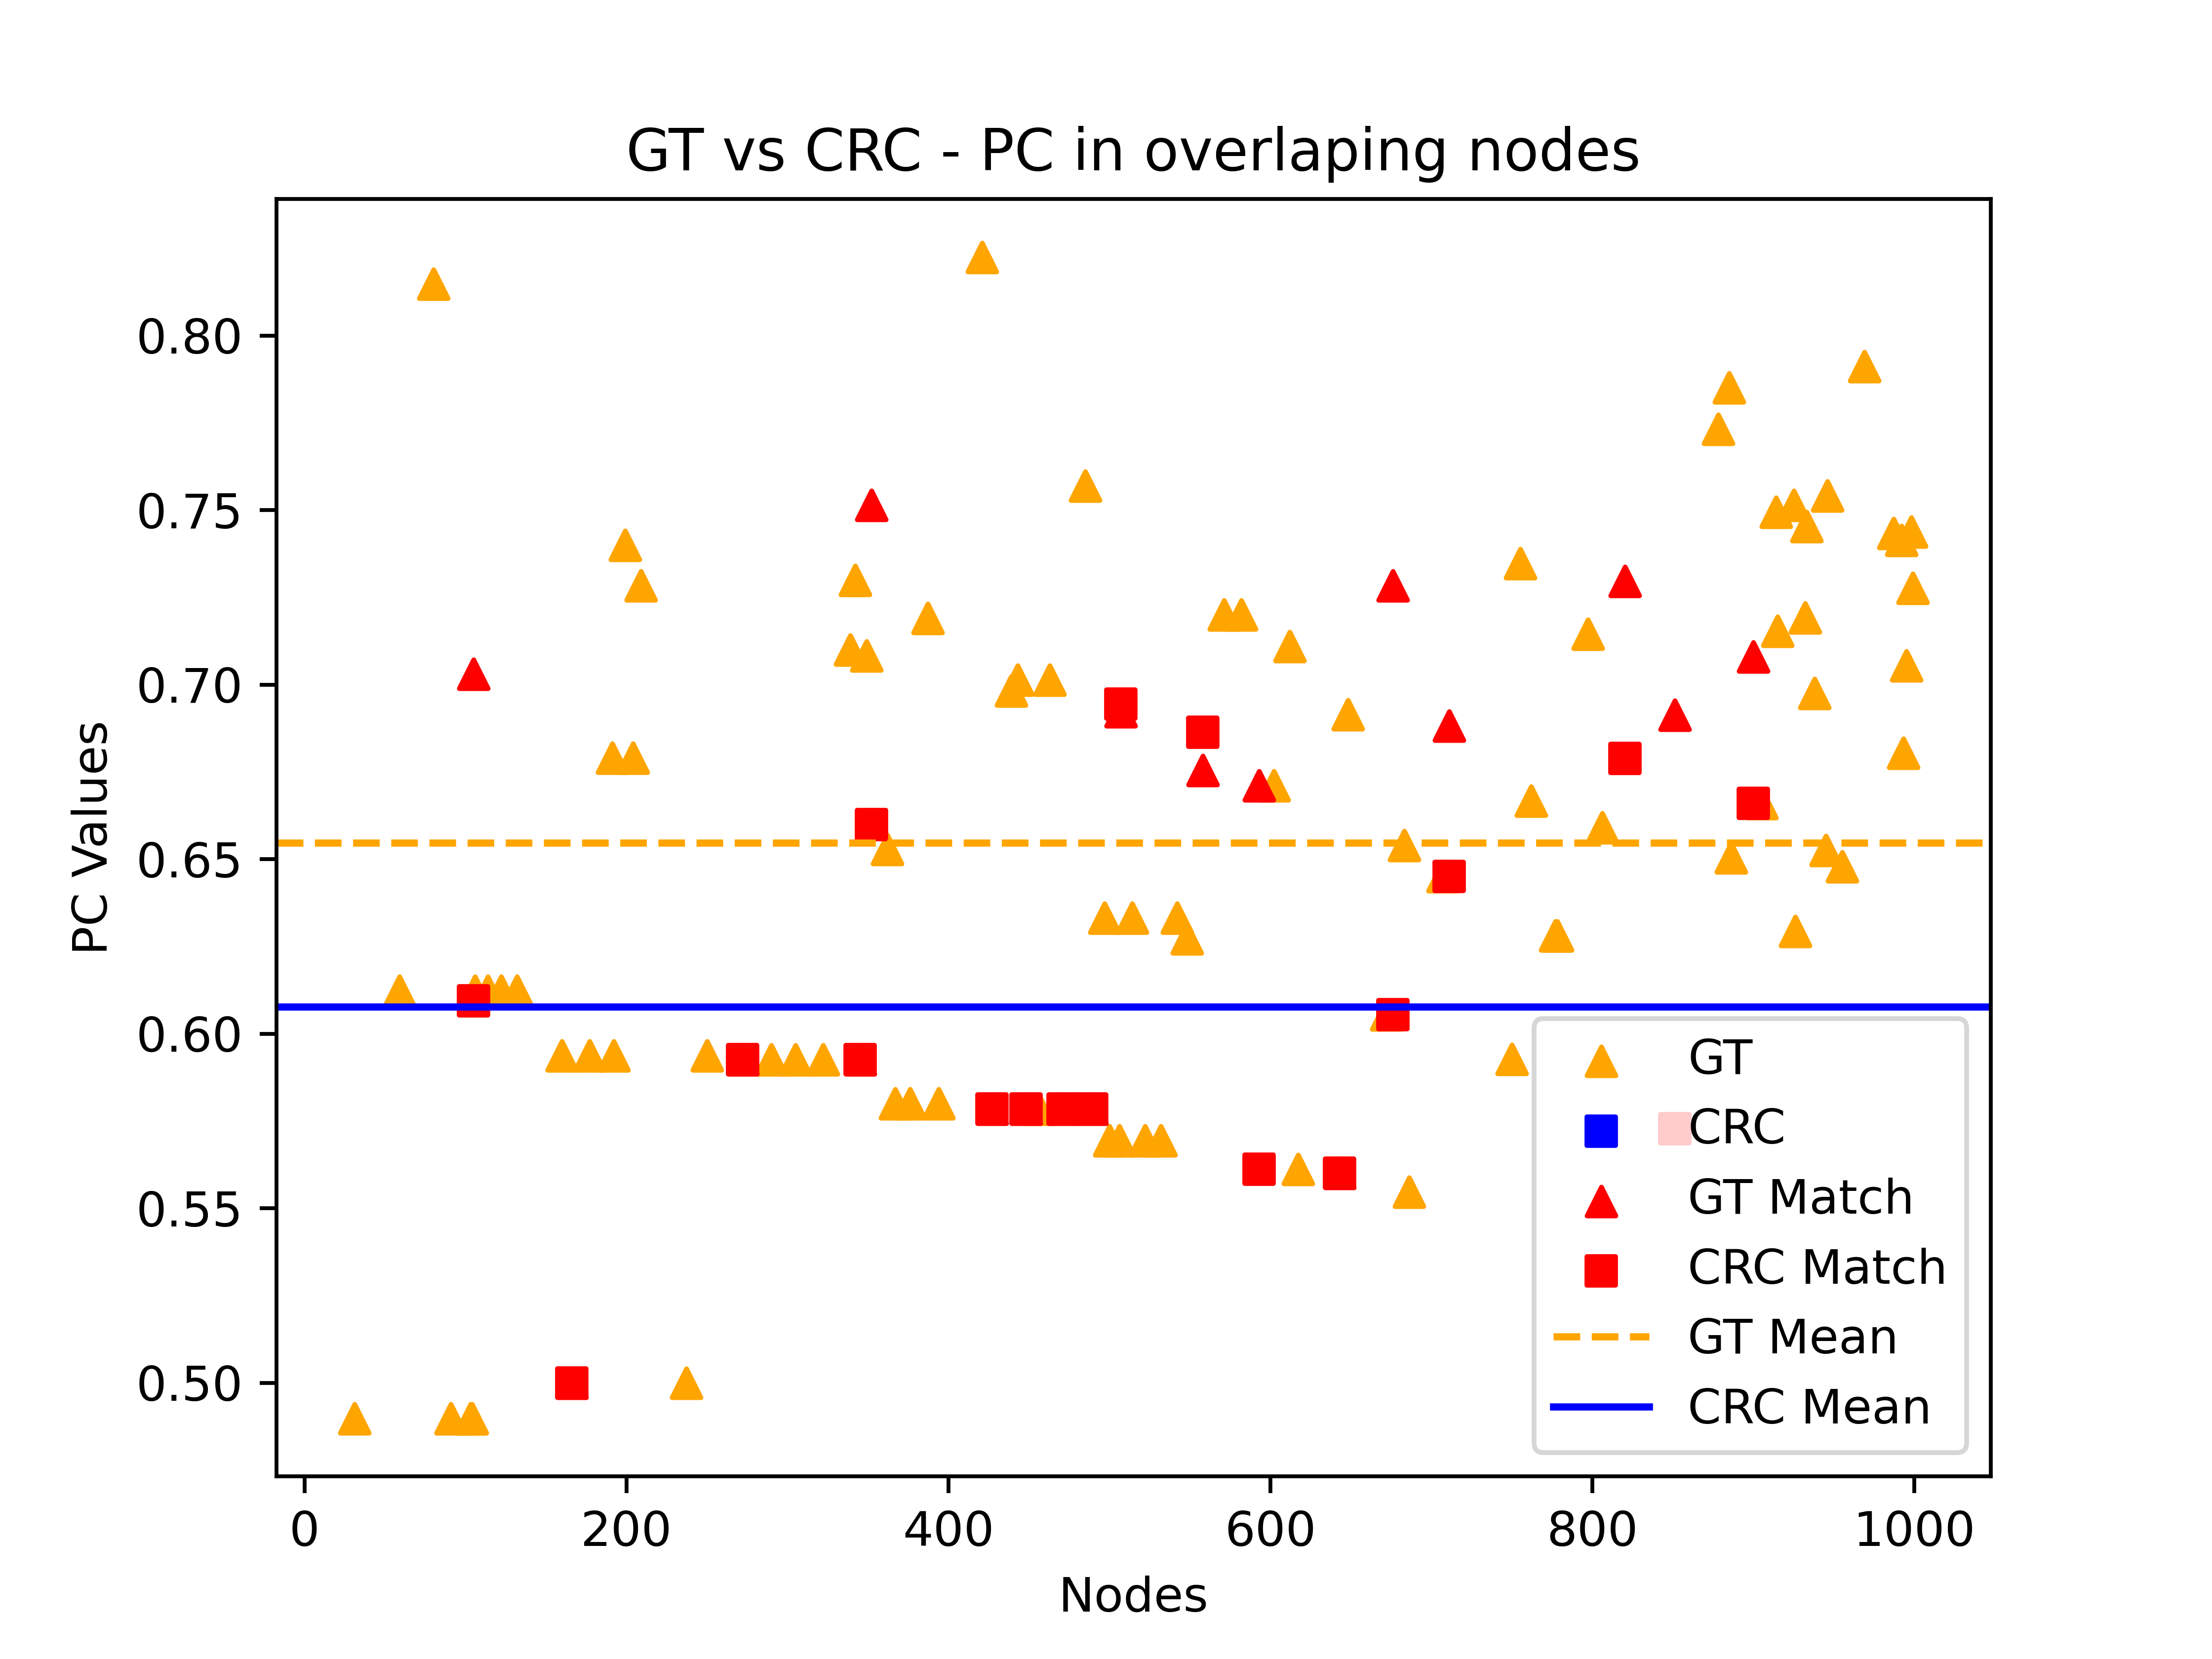 GT vs CRC - PC in overlaping nodes
PC Values
0.80
0.75
0.70
0.65
0.60
0.55
0.50
GT
CRC
GT Match
CRC Match
GT Mean
CRC Mean
0 200 400 600 800 1000
Nodes